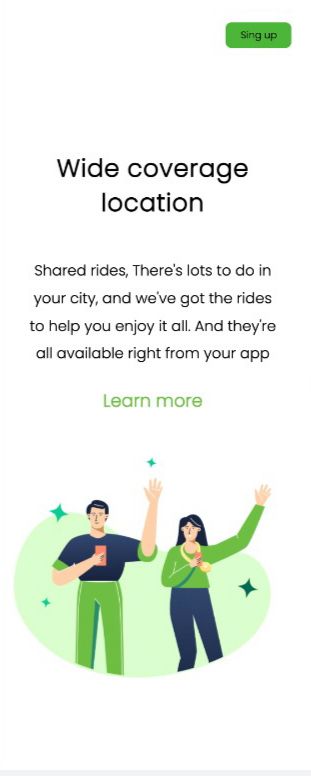 Sing up
Wide coverage
location
Shared rides, There's lots to do in
your city, and we've got the rides
to help you enjoy it all. And they're
all available right from your app
Learn more